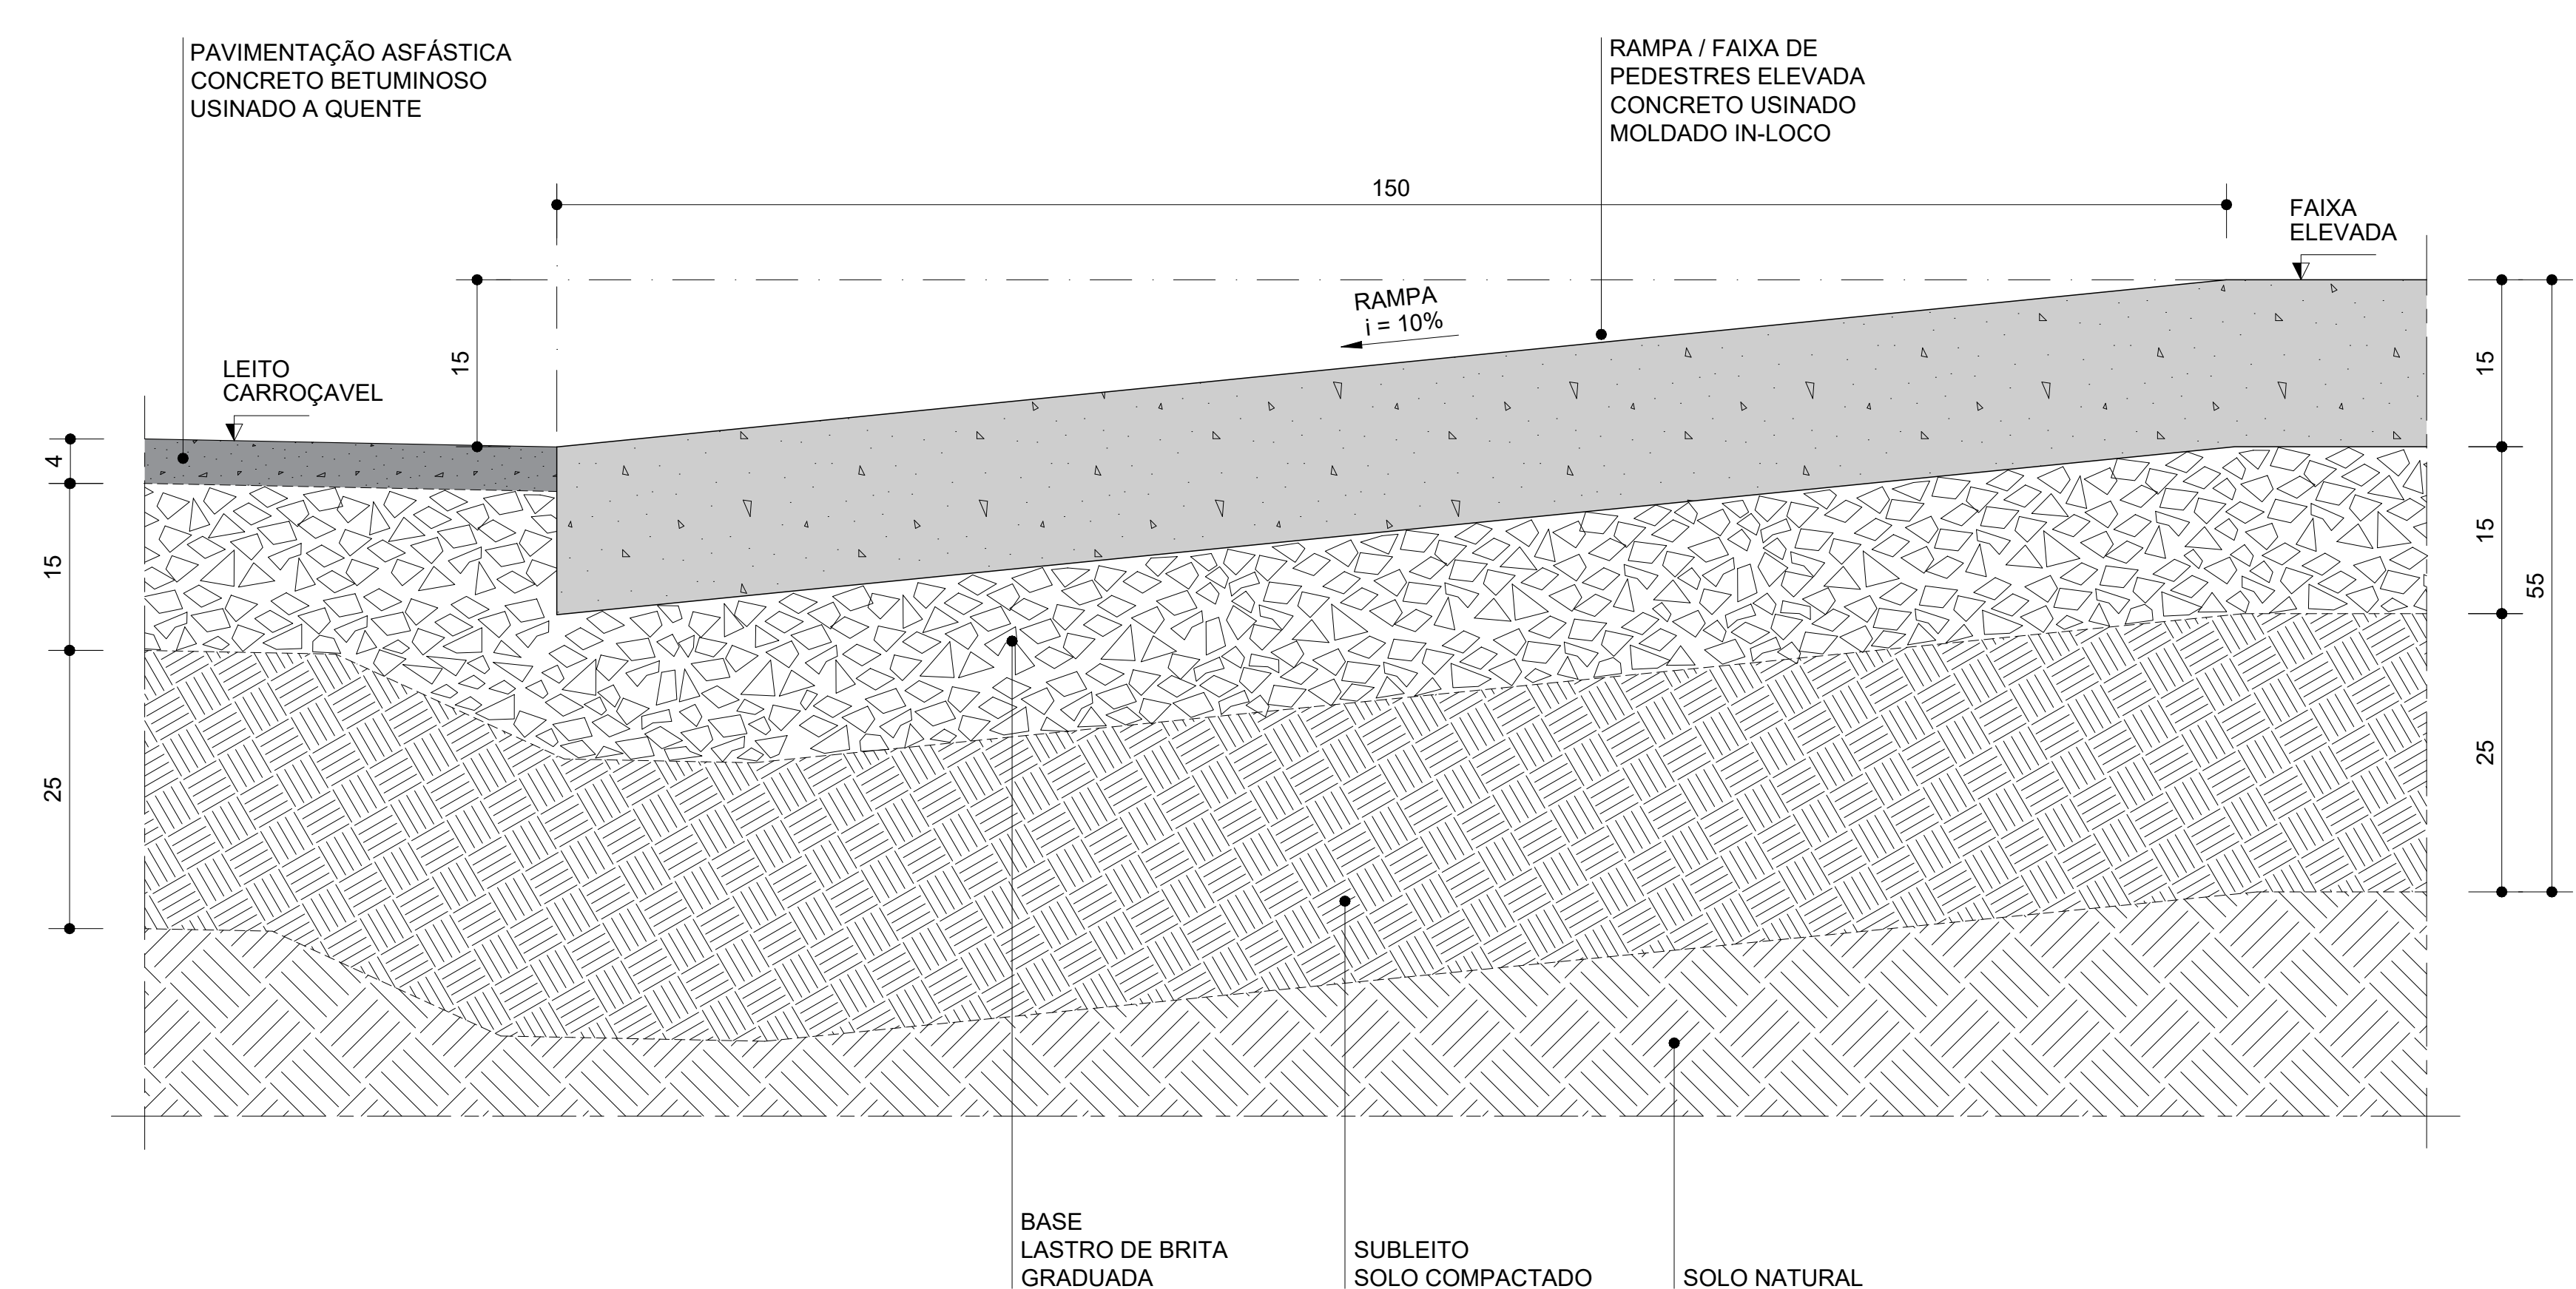 PAVIMENTAÇÃO ASFÁSTICA
CONCRETO BETUMINOSO
USINADO A QUENTE
RAMPA / FAIXA DE
PEDESTRES ELEVADA
CONCRETO USINADO
MOLDADO IN-LOCO
150
FAIXA
ELEVADA
RAMPA
i = 10%
15
LEITO
CARROÇAVEL
4
15
25
15
15
25
55
BASE
LASTRO DE BRITA
GRADUADA
SUBLEITO
SOLO COMPACTADO
SOLO NATURAL